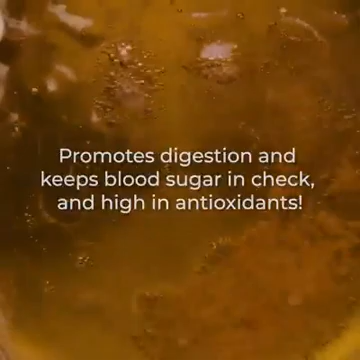 Promotes digestion and
keeps blood sugar in check,
and high in antioxidants!